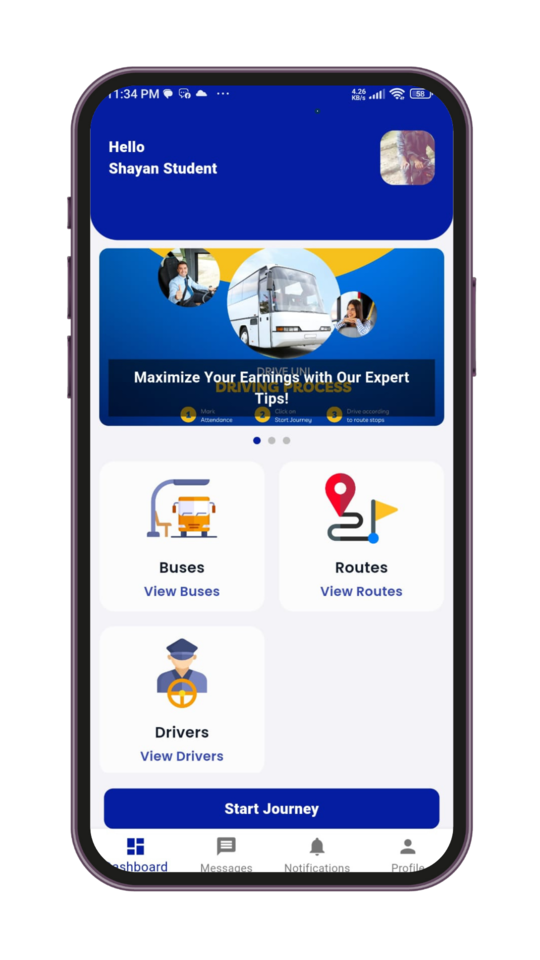 11:34 PM
4.26
KB/s
58
Hello
Shayan Student
DRIVE UNI
DRIVING PROCESS
Maximize Your Earnings with Our Expert
Tips!
1 Mark
Attendance
2 Click on
Start Journey
3 Drive according
to route stops
Buses
View Buses
Routes
View Routes
Drivers
View Drivers
Start Journey
ashboard
Messages
Notifications
Profile